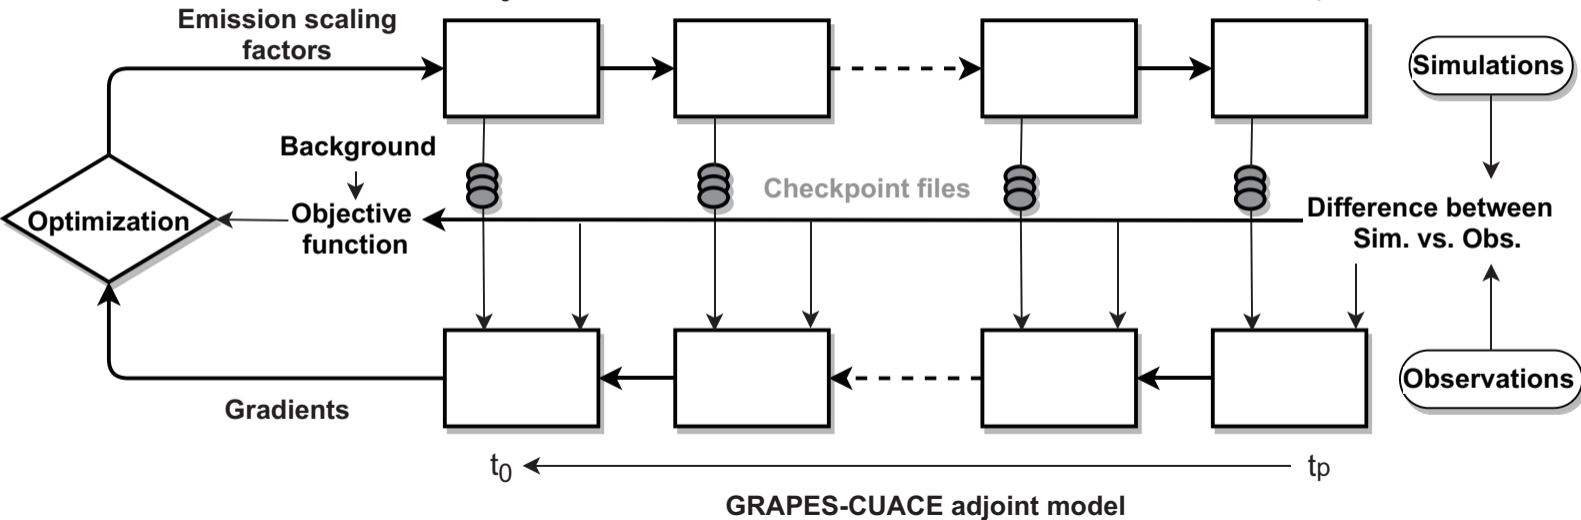 Emission scaling
factors
Simulations
Background
Checkpoint files
Optimization
Objective
function
Difference between
Sim. vs. Obs.
Observations
Gradients
t0
tp
GRAPES-CUACE adjoint model